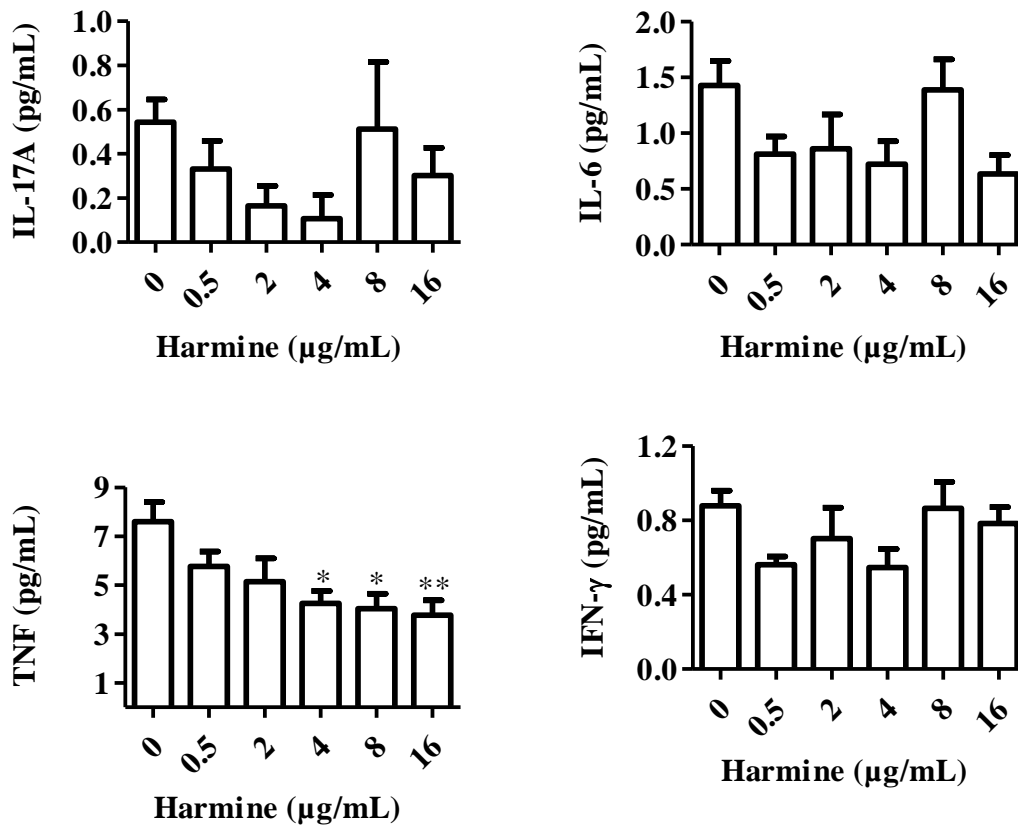 IL-17A (pg/mL)
1.0
0.8
0.6
0.4
0.2
0.0
0 0.5 2 4 8 16
Harmine (µg/mL)
IL-6 (pg/mL)
2.0
1.5
1.0
0.5
0.0
0 0.5 2 4 8 16
Harmine (µg/mL)
TNF (pg/mL)
9
7
5
3
1
* * **
0 0.5 2 4 8 16
Harmine (µg/mL)
IFN-γ (pg/mL)
1.2
0.8
0.4
0.0
0 0.5 2 4 8 16
Harmine (µg/mL)